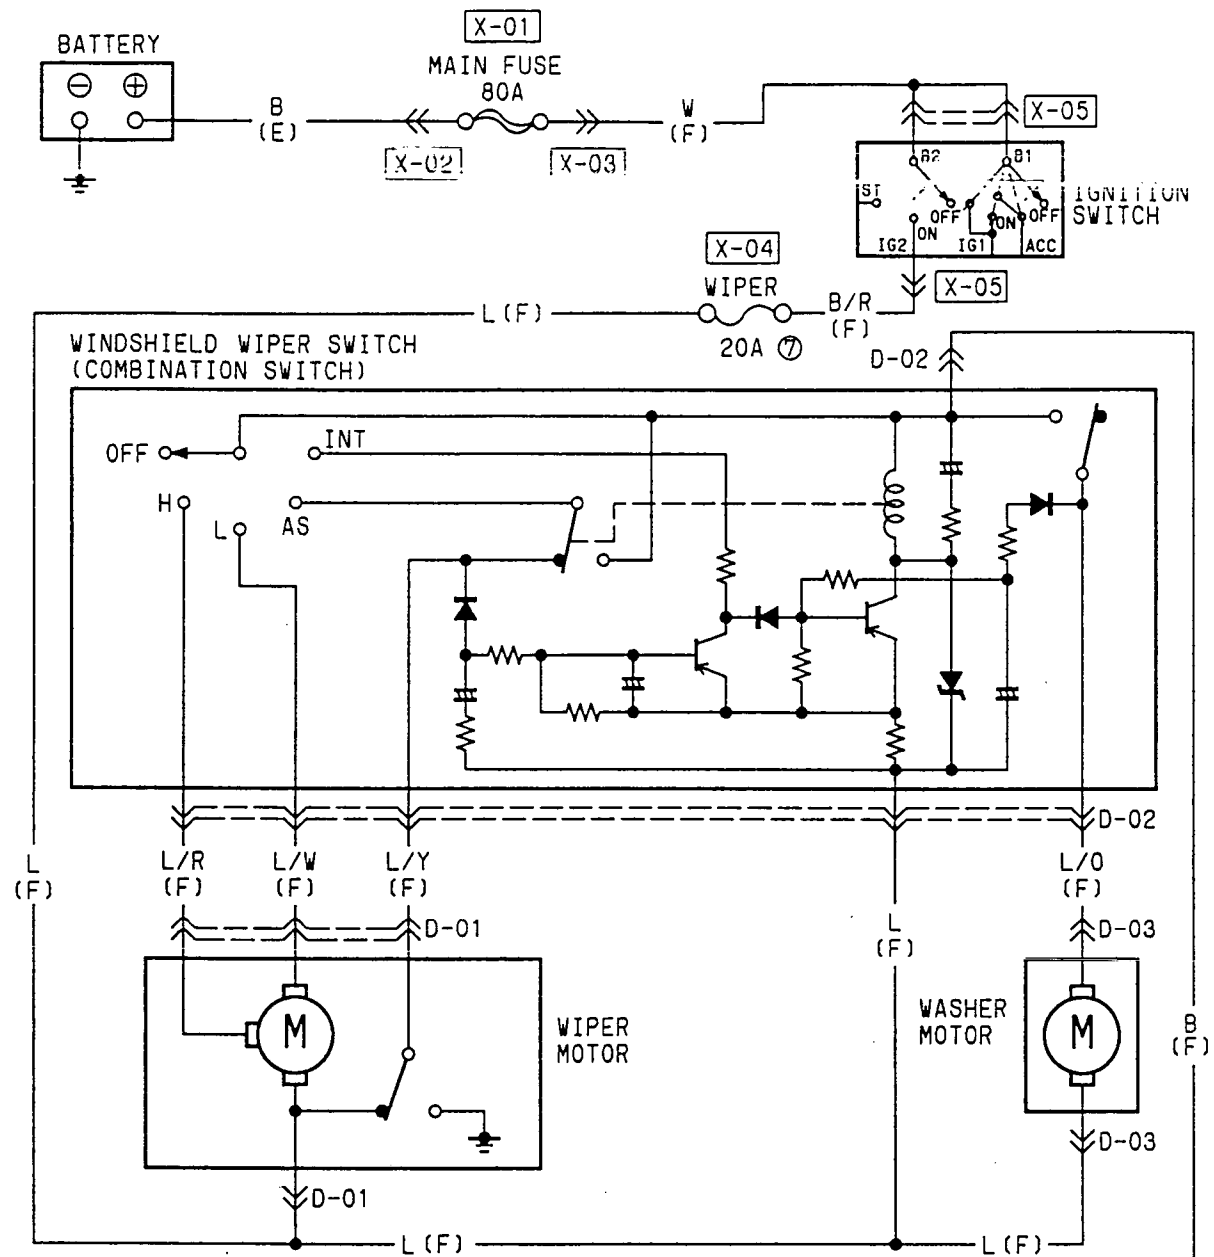 X-01
BATTERY
MAIN FUSE
80A
B
(E)
W
(F)
X-05
X-02
X-03
B2
B1
ST
OFF
ON
ON
OFF
IG2
IG1
ACC
IGNITION
SWITCH
X-04
WIPER
X-05
L (F)
B/R
(F)
20A ⑦
D-02
WINDSHIELD WIPER SWITCH
(COMBINATION SWITCH)
OFF
INT
H
L
AS
D-02
L
(F)
L/R
(F)
L/W
(F)
L/Y
(F)
L/O
(F)
D-01
L
(F)
D-03
M
WIPER
MOTOR
WASHER
MOTOR
M
B
(F)
D-03
D-01
L (F)
L (F)